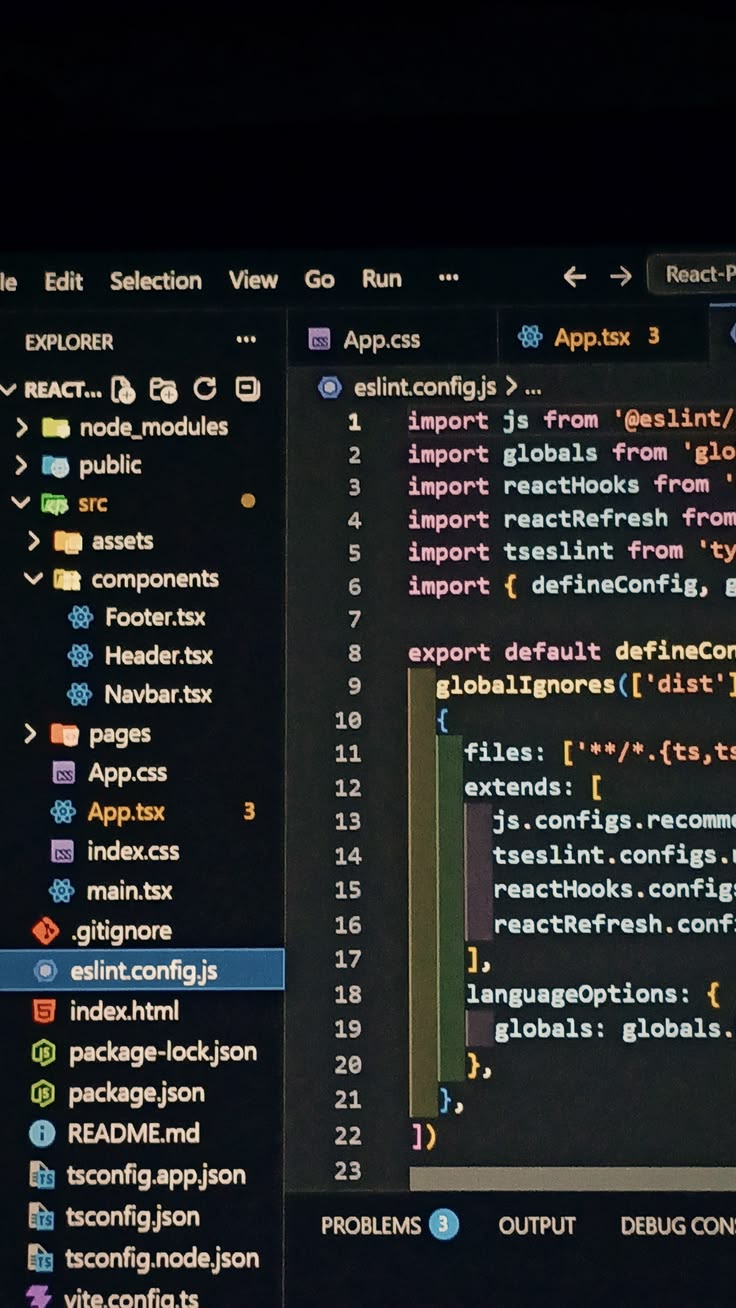 le Edit Selection View Go Run ... ← → React-P
EXPLORER ...
REACT...
node_modules
public
src
assets
components
Footer.tsx
Header.tsx
Navbar.tsx
pages
App.css
App.tsx 3
index.css
main.tsx
.gitignore
eslint.config.js
index.html
package-lock.json
package.json
README.md
tsconfig.app.json
tsconfig.json
tsconfig.node.json
vite.config.ts
App.css App.tsx 3
eslint.config.js > ...
1 import js from '@eslint/
2 import globals from 'glo
3 import reactHooks from '
4 import reactRefresh from
5 import tseslint from 'ty
6 import { defineConfig, g
7
8 export default defineCon
9 globalIgnores(['dist']
10 {
11 files: ['**/*.{ts,ts
12 extends: [
13 js.configs.recomme
14 tseslint.configs.
15 reactHooks.configs
16 reactRefresh.conf
17 ],
18 languageOptions: {
19 globals: globals.
20 },
21 },
22 ])
23
PROBLEMS 3 OUTPUT DEBUG CON